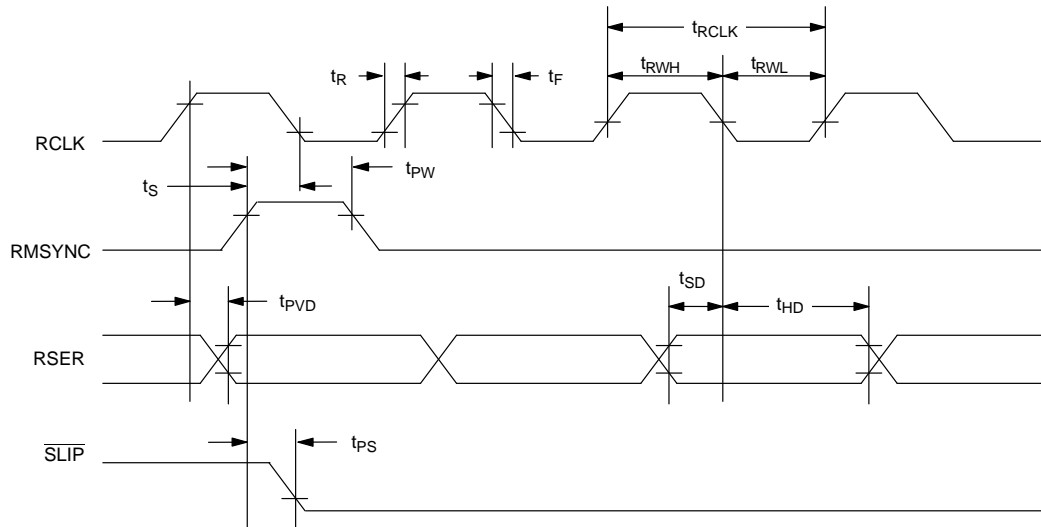 tRCLK
tR
tF
tRWH
tRWL
RCLK
tS
tPW
RMSYNC
tPVD
tSD
tHD
RSER
tPS
SLIP